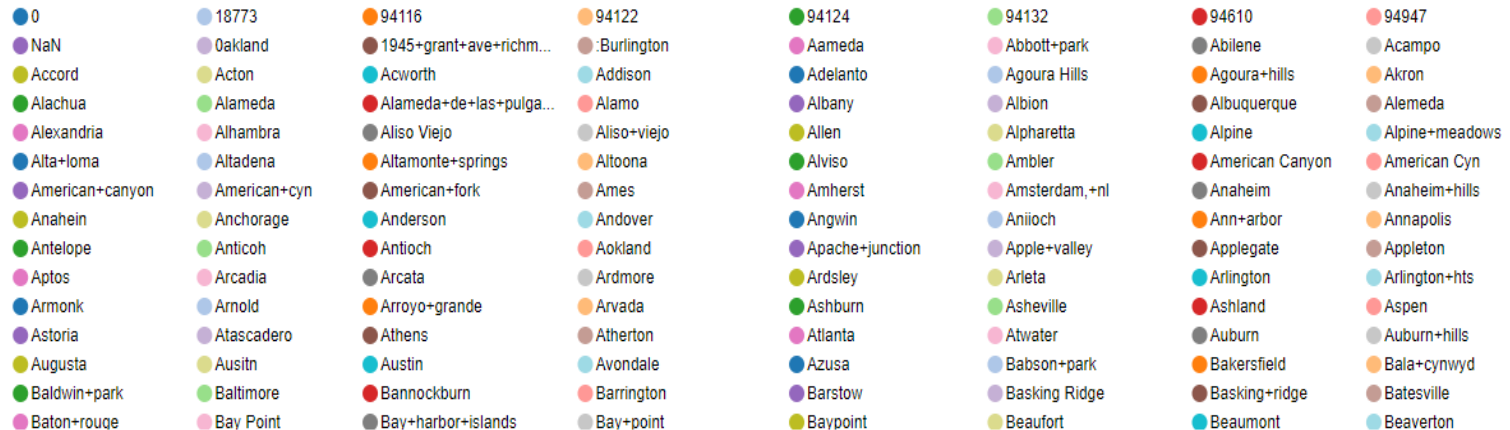 0 18773 94116 94122 94124 94132 94610 94947
NaN 0akland 1945+grant+ave+richm... :Burlington Aameda Abbott+park Abilene Acampo
Accord Acton Acworth Addison Adelanto Agoura Hills Agoura+hills Akron
Alachua Alameda Alameda+de+las+pulga... Alamo Albany Albion Albuquerque Alemeda
Alexandria Alhambra Aliso Viejo Aliso+viejo Allen Alpharetta Alpine Alpine+meadows
Alta+loma Altadena Altamonte+springs Altoona Alviso Ambler American Canyon American Cyn
American+canyon American+cyn American+fork Ames Amherst Amsterdam,+nl Anaheim Anaheim+hills
Anahein Anchorage Anderson Andover Angwin Aniioch Ann+arbor Annapolis
Antelope Anticoh Antioch Aokland Apache+junction Apple+valley Applegate Appleton
Aptos Arcadia Arcata Ardmore Ardsley Arleta Arlington Arlington+hts
Armonk Arnold Arroyo+grande Arvada Ashburn Asheville Ashland Aspen
Astoria Atascadero Athens Atherton Atlanta Atwater Auburn Auburn+hills
Augusta Ausitn Austin Avondale Azusa Babson+park Bakersfield Bala+cynwyd
Baldwin+park Baltimore Bannockburn Barrington Barstow Basking Ridge Basking+ridge Batesville
Baton+rouge Bay Point Bay+harbor+islands Bay+point Baypoint Beaufort Beaumont Beaverton